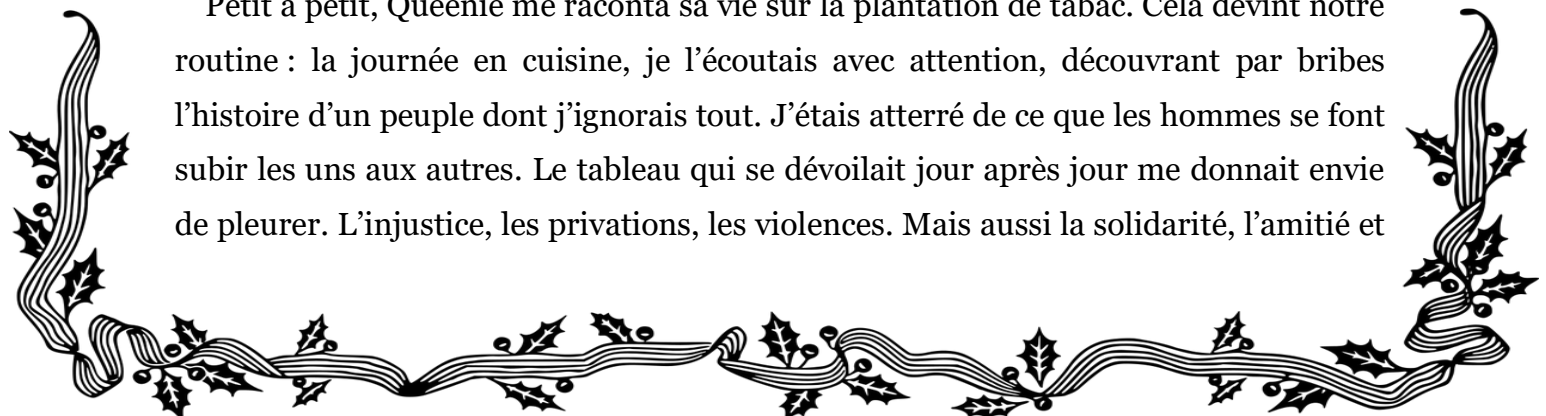 Petit à petit, Queenie me raconta sa vie sur la plantation de tabac. Cela devint notre
routine : la journée en cuisine, je l’écoutais avec attention, découvrant par bribes
l’histoire d’un peuple dont j’ignorais tout. J’étais atterré de ce que les hommes se font
subir les uns aux autres. Le tableau qui se dévoilait jour après jour me donnait envie
de pleurer. L’injustice, les privations, les violences. Mais aussi la solidarité, l’amitié et